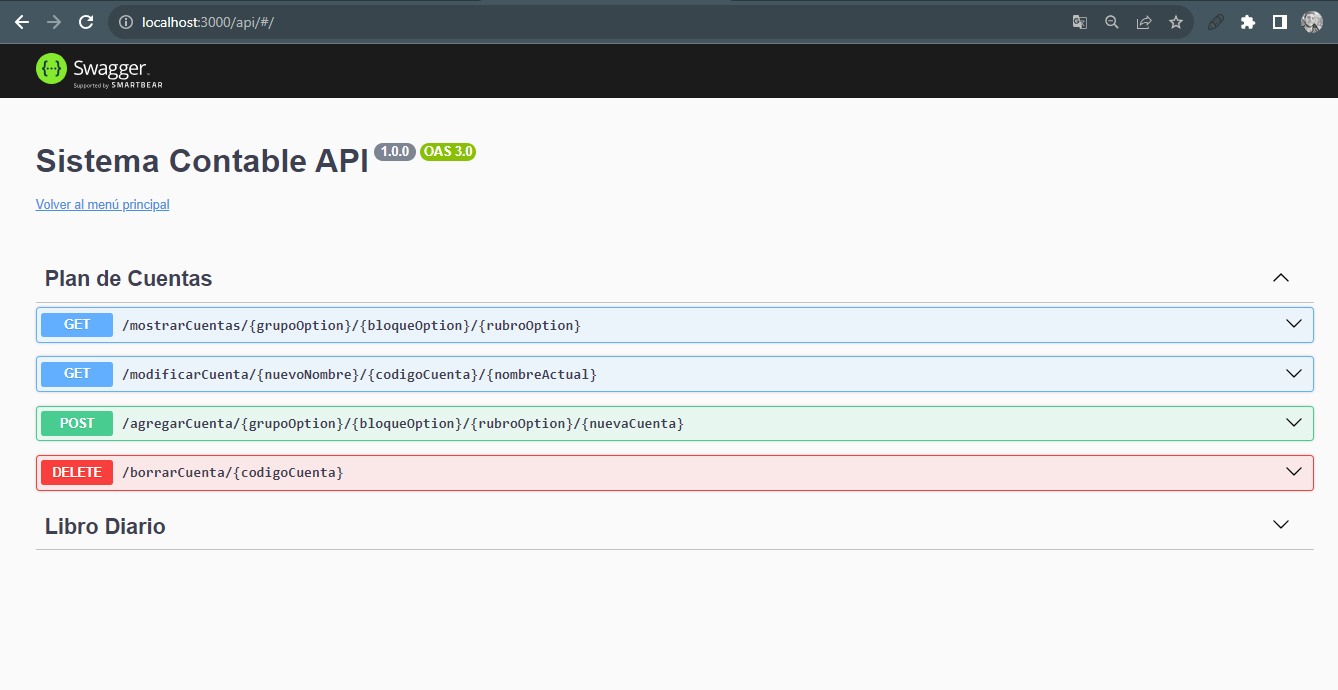 localhost:3000/api/#/
Swagger.
Supported by SMARTBEAR
Sistema Contable API 1.0.0 OAS 3.0
Volver al menú principal
Plan de Cuentas
GET /mostrarCuentas/{grupoOption}/{bloqueOption}/{rubroOption}
GET /modificarCuenta/{nuevoNombre}/{codigoCuenta}/{nombreActual}
POST /agregarCuenta/{grupoOption}/{bloqueOption}/{rubroOption}/{nuevaCuenta}
DELETE /borrarCuenta/{codigoCuenta}
Libro Diario